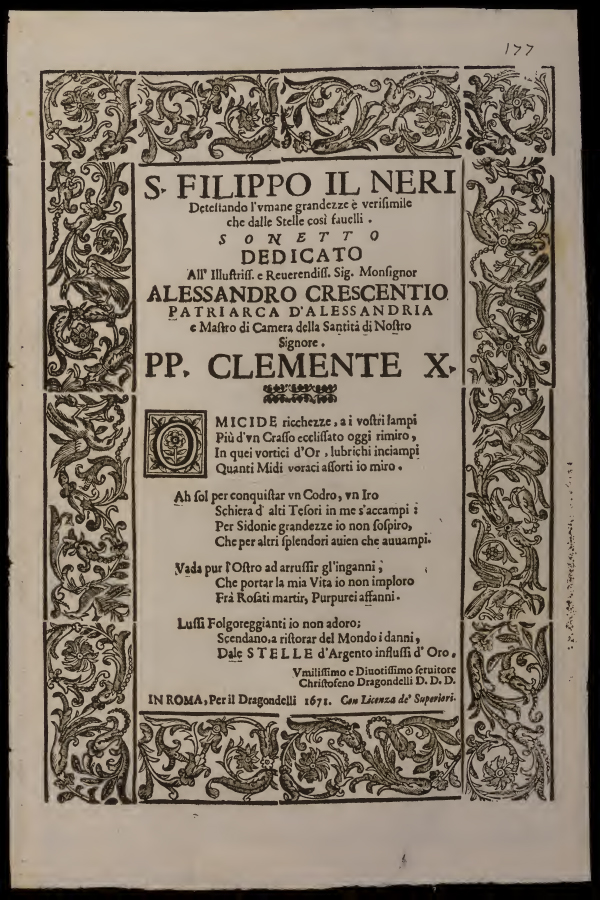 177
S. FILIPPO IL NERI
Deteſtando l'vmane grandezze è veriſimile
che dalle Stelle così fauelli.
SONETTO
DEDICATO
All' Illuſtriſſ. e Reuerendiſſ. Sig. Monſignor
ALESSANDRO CRESCENTIO
PATRIARCA D'ALESSANDRIA
e Maſtro di Camera della Santità di Noſtro
Signore.
PP. CLEMENTE X.
OMICIDE ricchezze, a i voſtri lampi
Più d'vn Craſſo eccliſſato oggi rimiro,
In quei vortici d'Or, lubrichi inciampi
Quanti Midi voraci aſſorti io miro.
Ah ſol per conquiſtar vn Codro, vn Iro
Schiera d' alti Teſori in me s'accampi:
Per Sidonie grandezze io non ſoſpiro,
Che per altri ſplendori auien che auuampi.
Vada pur l'Oſtro ad arruſſir gl'inganni,
Che portar la mia Vita io non imploro
Frà Roſati martir, Purpurei affanni.
Luſſi Folgoreggianti io non adoro;
Scendano, a riſtorar del Mondo i danni,
Dale STELLE d'Argento influſſi d' Oro.
Vmiliſſimo e Diuotiſſimo ſeruitore
Chriſtofeno Dragondelli D. D. D.
IN ROMA, Per il Dragondelli 1671. Con Licenza de' Superiori.